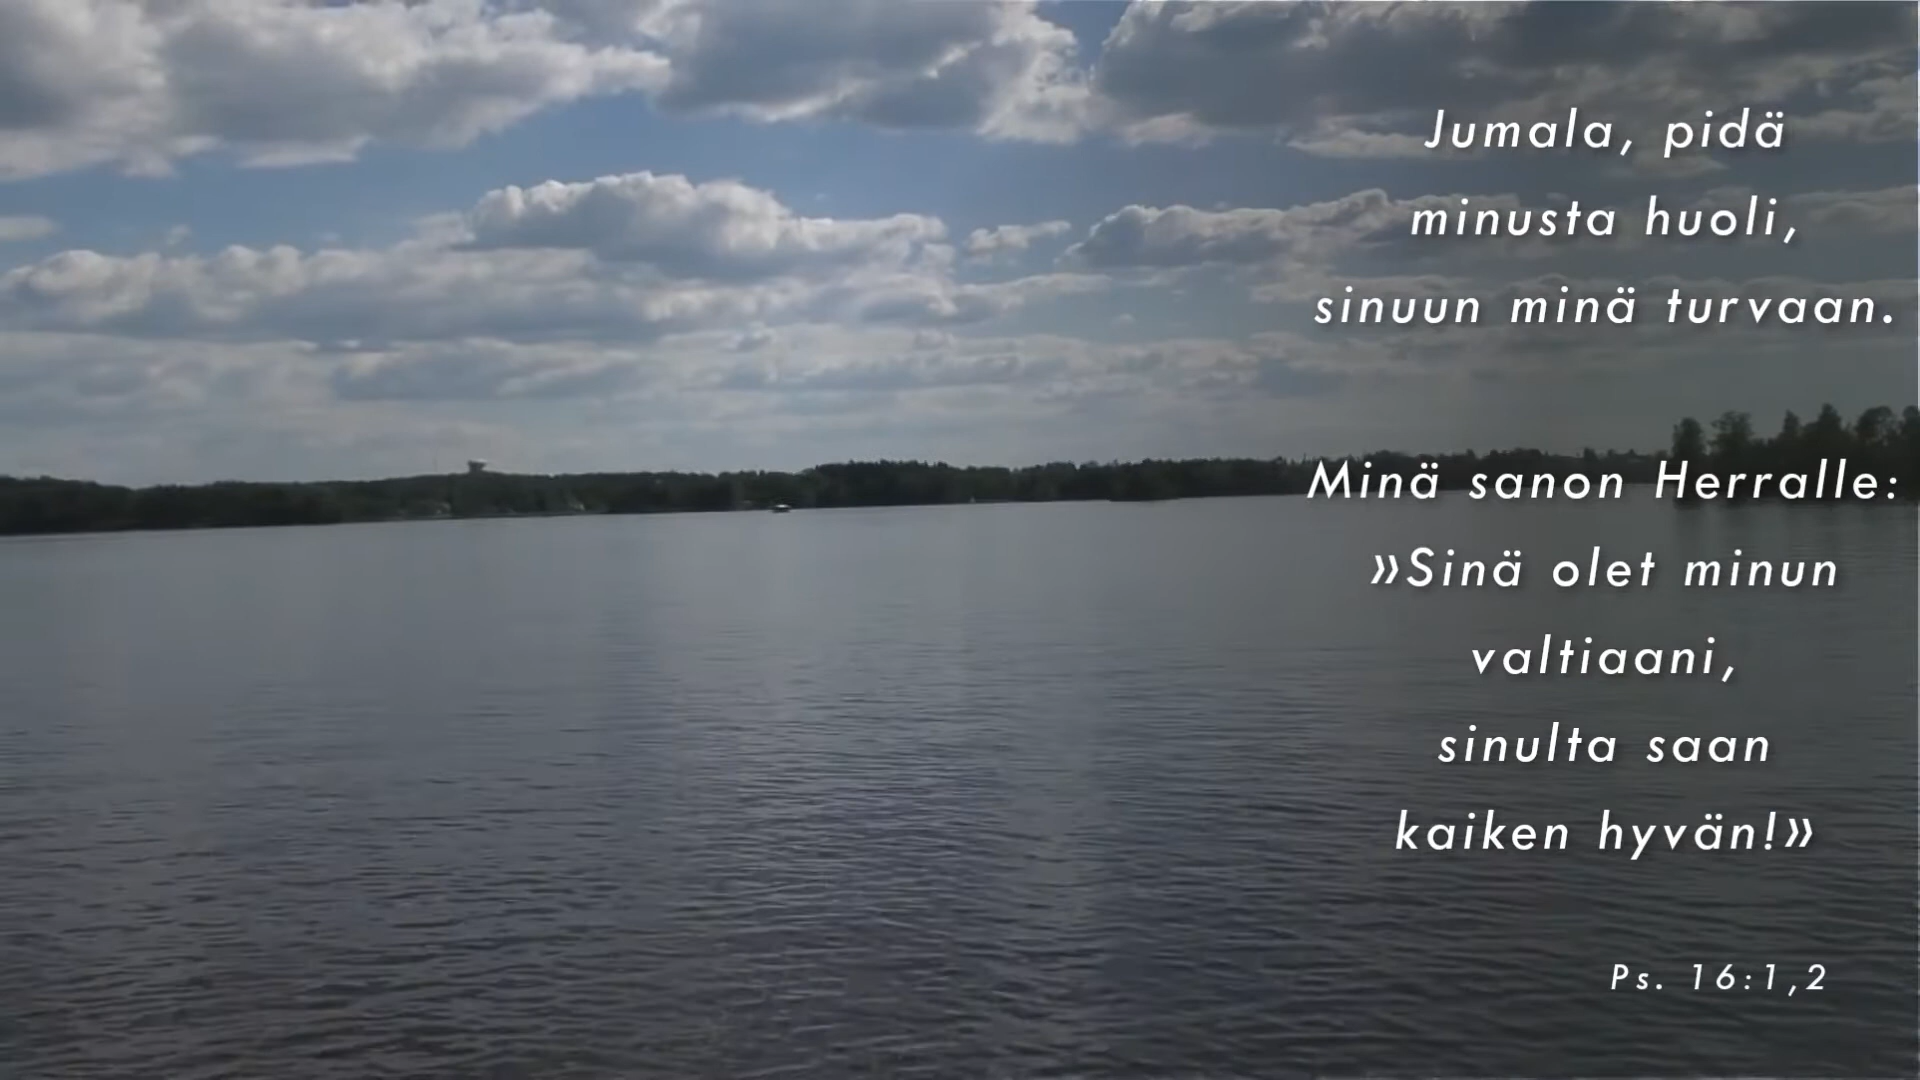 Jumala, pidä
minusta huoli,
sinuun minä turvaan.
Minä sanon Herralle:
»Sinä olet minun
valtiaani,
sinulta saan
kaiken hyvän!»
Ps. 16:1,2